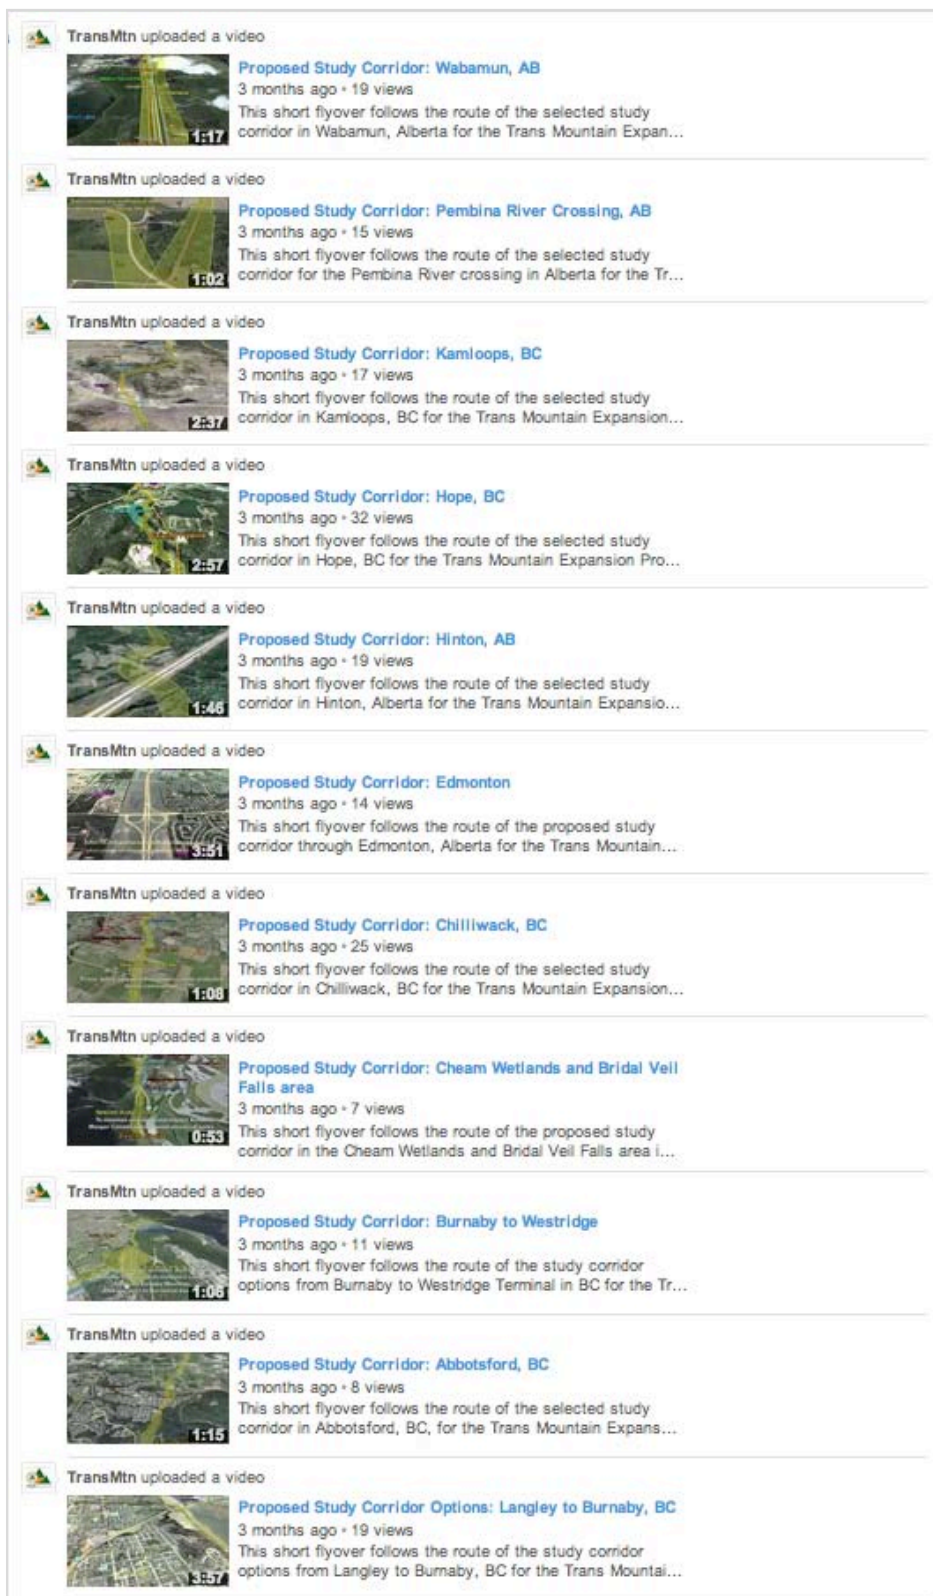 TransMtn uploaded a video
Proposed Study Corridor: Wabamun, AB
3 months ago • 19 views
This short flyover follows the route of the selected study
corridor in Wabamun, Alberta for the Trans Mountain Expan...
1:17
TransMtn uploaded a video
Proposed Study Corridor: Pembina River Crossing, AB
3 months ago • 15 views
This short flyover follows the route of the selected study
corridor for the Pembina River crossing in Alberta for the Tr...
1:02
TransMtn uploaded a video
Proposed Study Corridor: Kamloops, BC
3 months ago • 17 views
This short flyover follows the route of the selected study
corridor in Kamloops, BC for the Trans Mountain Expansion...
2:37
TransMtn uploaded a video
Proposed Study Corridor: Hope, BC
3 months ago • 32 views
This short flyover follows the route of the selected study
corridor in Hope, BC for the Trans Mountain Expansion Pro...
2:57
TransMtn uploaded a video
Proposed Study Corridor: Hinton, AB
3 months ago • 19 views
This short flyover follows the route of the selected study
corridor in Hinton, Alberta for the Trans Mountain Expansio...
1:46
TransMtn uploaded a video
Proposed Study Corridor: Edmonton
3 months ago • 14 views
This short flyover follows the route of the proposed study
corridor through Edmonton, Alberta for the Trans Mountain...
3:51
TransMtn uploaded a video
Proposed Study Corridor: Chilliwack, BC
3 months ago • 25 views
This short flyover follows the route of the selected study
corridor in Chilliwack, BC for the Trans Mountain Expansion...
1:08
TransMtn uploaded a video
Proposed Study Corridor: Cheam Wetlands and Bridal Veil
Falls area
3 months ago • 7 views
This short flyover follows the route of the proposed study
corridor in the Cheam Wetlands and Bridal Veil Falls area i...
0:53
TransMtn uploaded a video
Proposed Study Corridor: Burnaby to Westridge
3 months ago • 11 views
This short flyover follows the route of the study corridor
options from Burnaby to Westridge Terminal in BC for the Tr...
1:06
TransMtn uploaded a video
Proposed Study Corridor: Abbotsford, BC
3 months ago • 8 views
This short flyover follows the route of the selected study
corridor in Abbotsford, BC, for the Trans Mountain Expans...
1:15
TransMtn uploaded a video
Proposed Study Corridor Options: Langley to Burnaby, BC
3 months ago • 19 views
This short flyover follows the route of the study corridor
options from Langley to Burnaby, BC for the Trans Mountai...
3:57